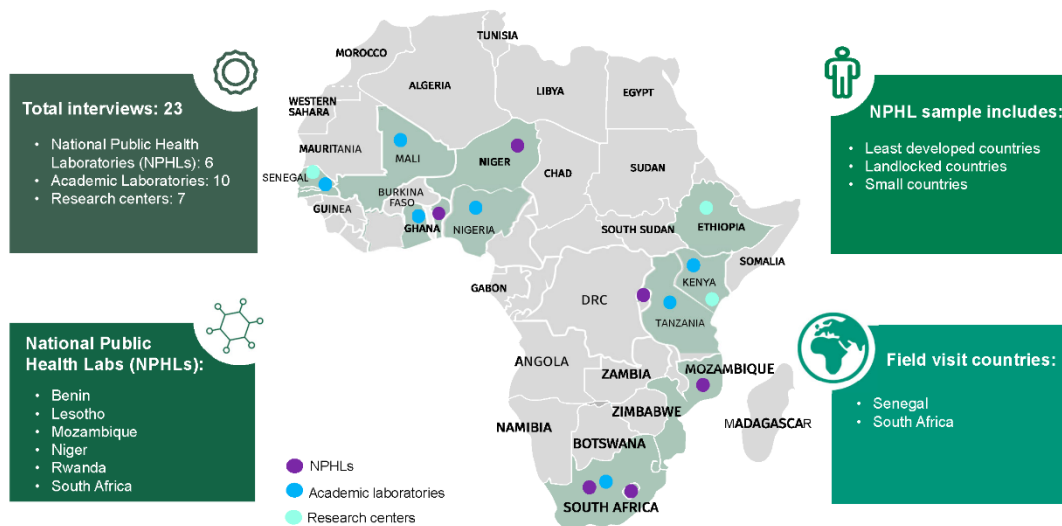 Total interviews: 23
• National Public Health
Laboratories (NPHLs): 6
• Academic Laboratories: 10
• Research centers: 7
National Public
Health Labs (NPHLs):
• Benin
• Lesotho
• Mozambique
• Niger
• Rwanda
• South Africa
MOROCCO
TUNISIA
ALGERIA
LIBYA
EGYPT
WESTERN
SAHARA
MAURITANIA
MALI
NIGER
CHAD
SUDAN
SENEGAL
BURKINA
FASO
GUINEA
GHANA
NIGERIA
SOUTH SUDAN
ETHIOPIA
SOMALIA
GABON
DRC
KENYA
TANZANIA
ANGOLA
ZAMBIA
MOZAMBIQUE
ZIMBABWE
MADAGASCAR
NAMIBIA
BOTSWANA
SOUTH AFRICA
NPHLs
Academic laboratories
Research centers
NPHL sample includes:
• Least developed countries
• Landlocked countries
• Small countries
Field visit countries:
• Senegal
• South Africa